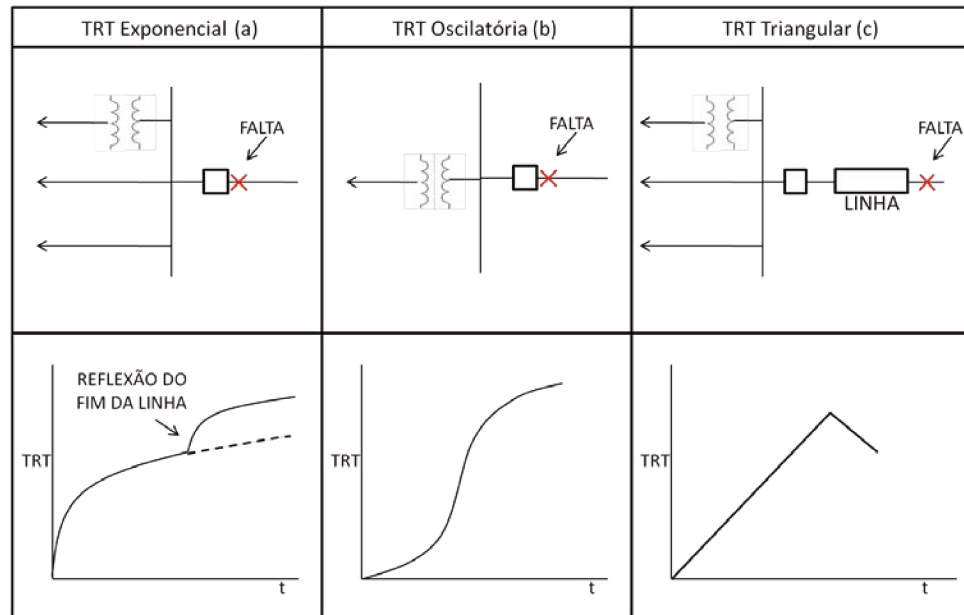 TRT Exponencial (a)
TRT Oscilatória (b)
TRT Triangular (c)
FALTA
FALTA
FALTA
LINHA
REFLEXÃO DO
FIM DA LINHA
TRT
t
TRT
t
TRT
t